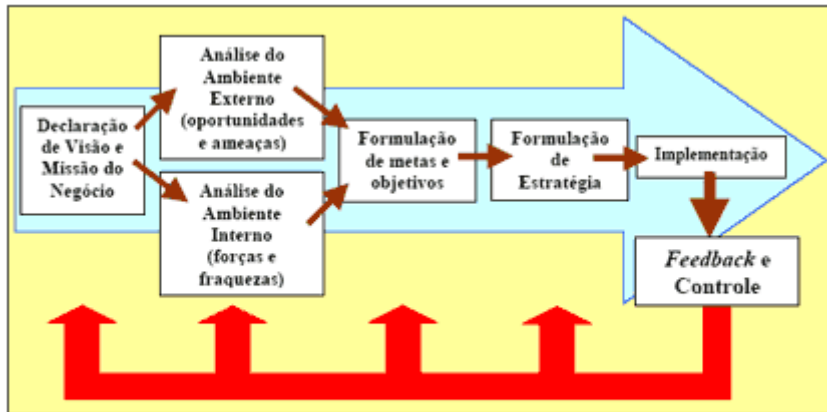 Declaração
de Visão e
Missão do
Negócio
Análise do
Ambiente
Externo
(oportunidades
e ameaças)
Análise do
Ambiente
Interno
(forças e
fraquezas)
Formulação
de metas e
objetivos
Formulação
de
Estratégia
Implementação
Feedback e
Controle